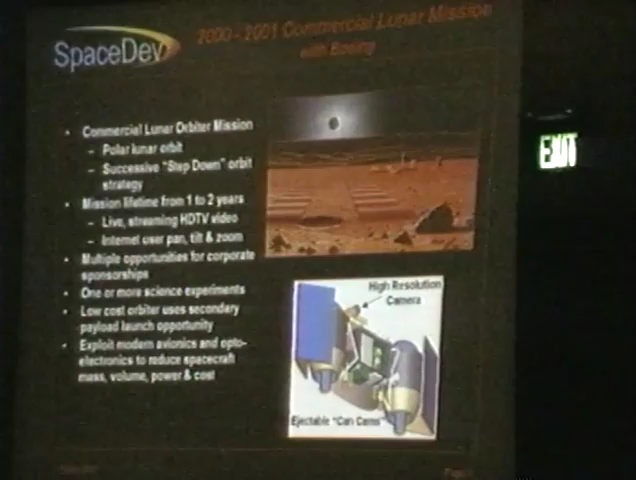 SpaceDev
2000 - 2001 Commercial Lunar Mission
with Boeing
• Commercial Lunar Orbiter Mission
– Polar lunar orbit
– Successive "Step Down" orbit
strategy
• Mission lifetime from 1 to 2 years
– Live, streaming HDTV video
– Internet user pan, tilt & zoom
• Multiple opportunities for corporate
sponsorships
• One or more science experiments
• Low cost orbiter uses secondary
payload launch opportunity
• Exploit modern avionics and opto-
electronics to reduce spacecraft
mass, volume, power & cost
High Resolution
Camera
Ejectable "Can Cams"
EXIT